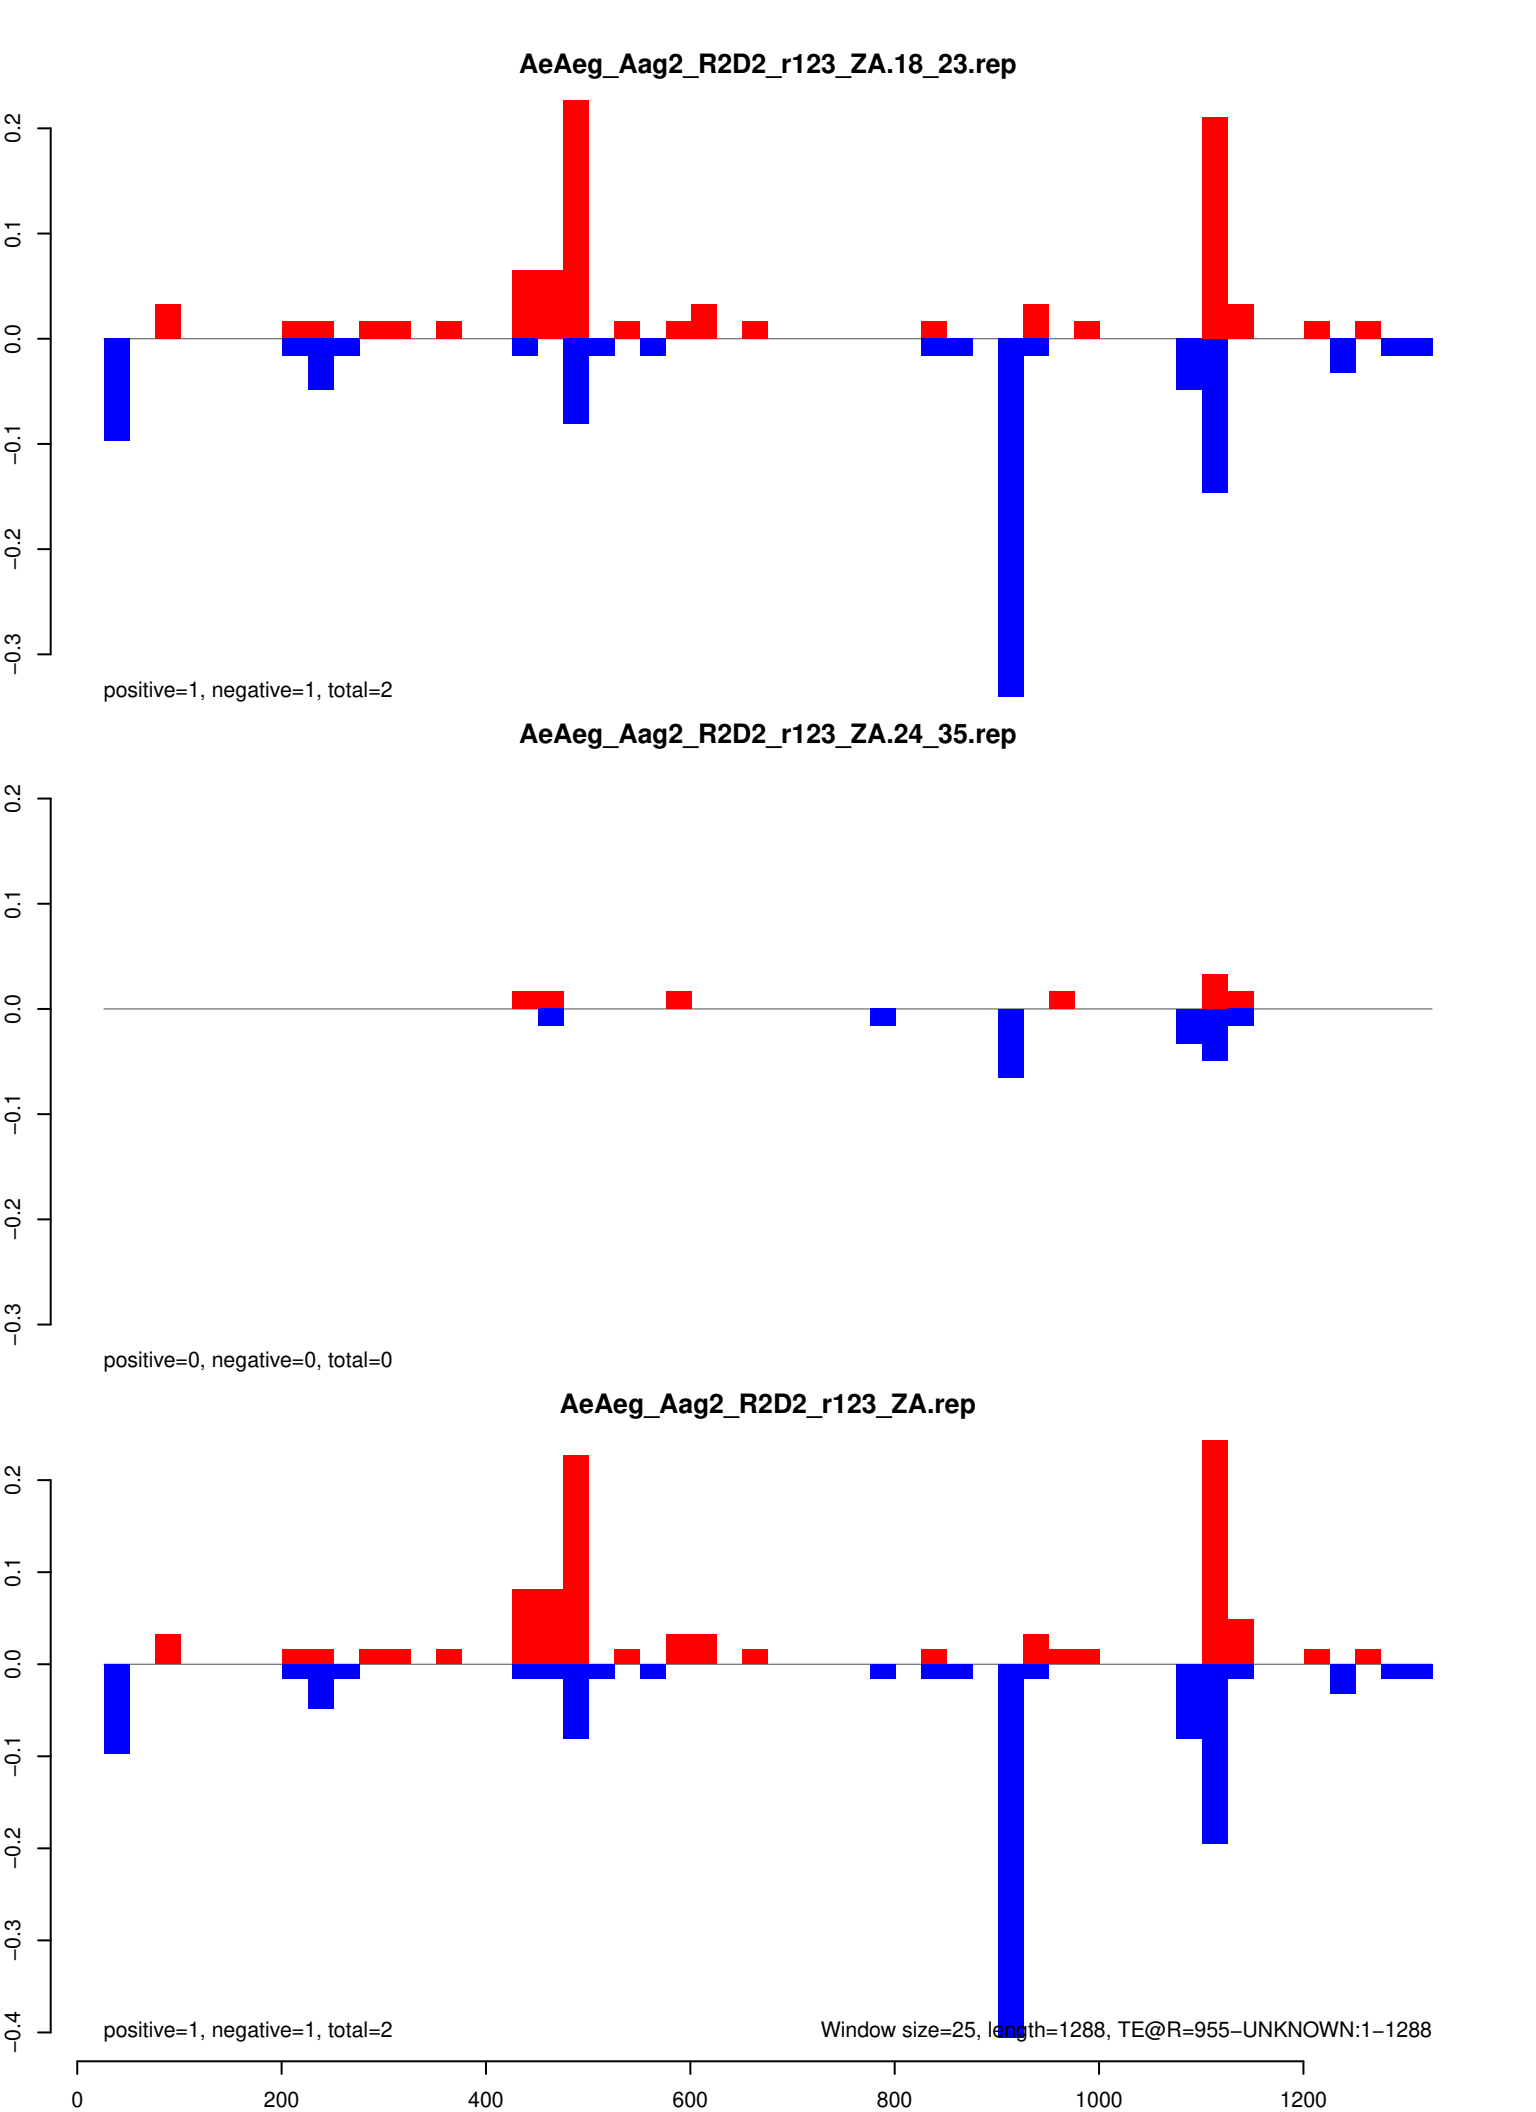 AeAeg_Aag2_R2D2_r123_ZA.18_23.rep
0.2
0.1
0.0
−0.1
−0.2
−0.3
positive=1, negative=1, total=2
AeAeg_Aag2_R2D2_r123_ZA.24_35.rep
0.2
0.1
0.0
−0.1
−0.2
−0.3
positive=0, negative=0, total=0
AeAeg_Aag2_R2D2_r123_ZA.rep
0.2
0.1
0.0
−0.1
−0.2
−0.3
−0.4
positive=1, negative=1, total=2
Window size=25, length=1288, TE@R=955−UNKNOWN:1−1288
0 200 400 600 800 1000 1200